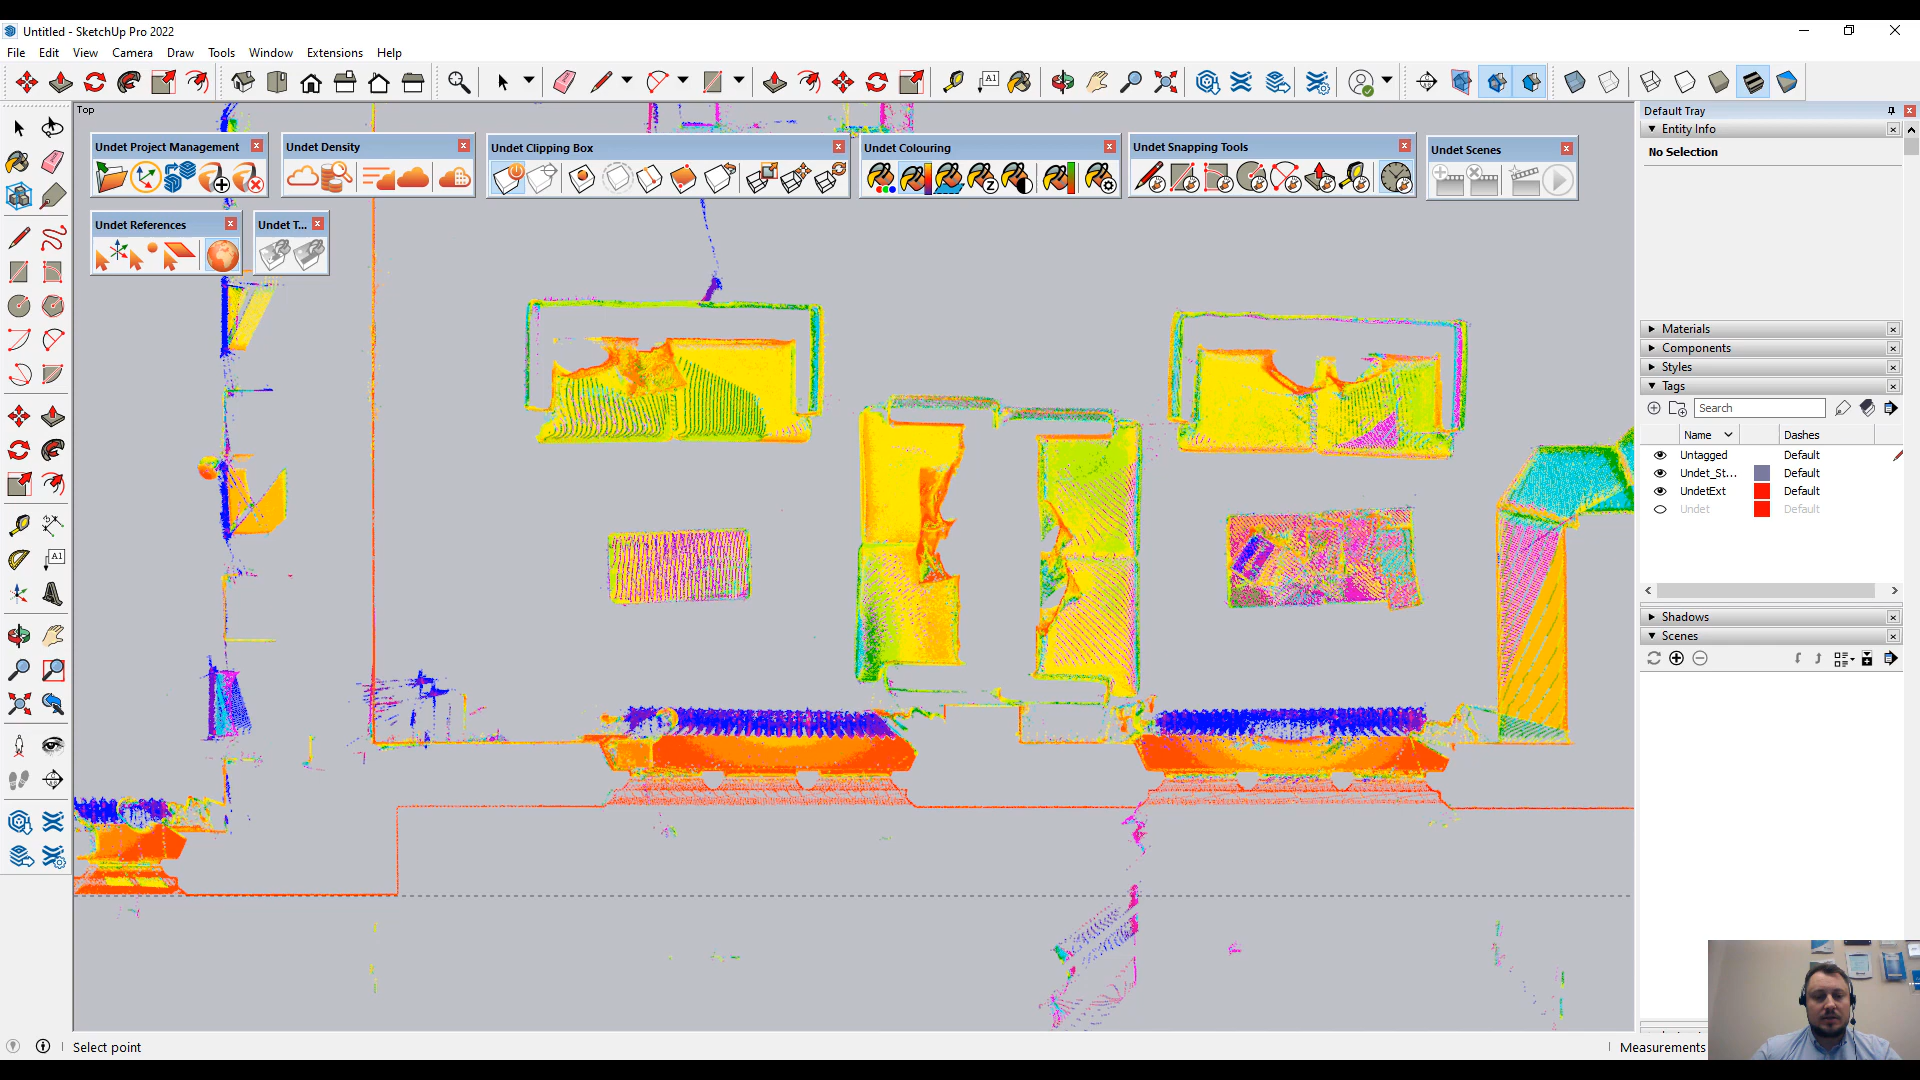 Untitled - SketchUp Pro 2022
File Edit View Camera Draw Tools Window Extensions Help
A1
Top
Default Tray
Entity Info
No Selection
Undet Project Management
Undet Density
Undet Clipping Box
Undet Colouring
Undet Snapping Tools
Undet Scenes
Z
Undet References
Undet T...
Materials
Components
Styles
Tags
Search
Name Dashes
Untagged Default
Undet_St... Default
UndetExt Default
Undet Default
A1
Shadows
Scenes
Select point
Measurements